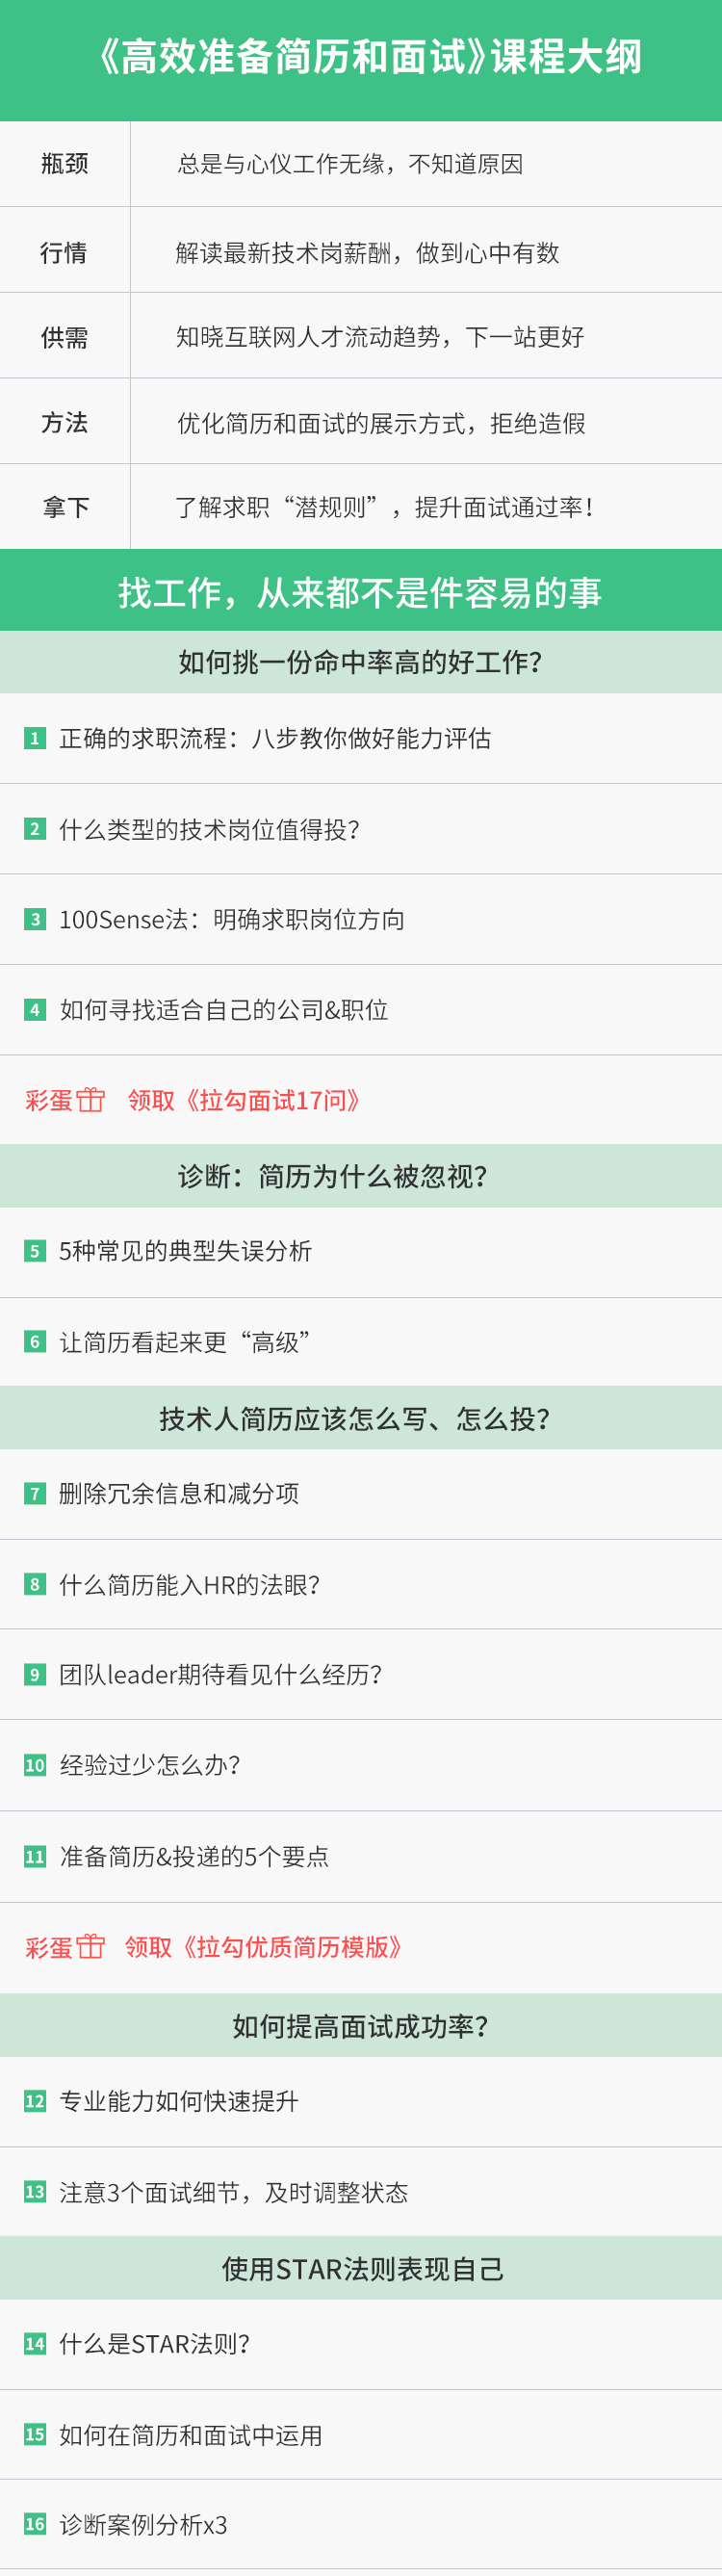 《高效准备简历和面试》课程大纲
瓶颈 总是与心仪工作无缘，不知道原因
行情 解读最新技术岗薪酬，做到心中有数
供需 知晓互联网人才流动趋势，下一站更好
方法 优化简历和面试的展示方式，拒绝造假
拿下 了解求职“潜规则”，提升面试通过率！
找工作，从来都不是件容易的事
如何挑一份命中率高的好工作？
1 正确的求职流程：八步教你做好能力评估
2 什么类型的技术岗位值得投？
3 100Sense法：明确求职岗位方向
4 如何寻找适合自己的公司&职位
彩蛋 领取《拉勾面试17问》
诊断：简历为什么被忽视？
5 5种常见的典型失误分析
6 让简历看起来更“高级”
技术人简历应该怎么写、怎么投？
7 删除冗余信息和减分项
8 什么简历能入HR的法眼？
9 团队leader期待看见什么经历？
10 经验过少怎么办？
11 准备简历&投递的5个要点
彩蛋 领取《拉勾优质简历模版》
如何提高面试成功率？
12 专业能力如何快速提升
13 注意3个面试细节，及时调整状态
使用STAR法则表现自己
14 什么是STAR法则？
15 如何在简历和面试中运用
16 诊断案例分析x3